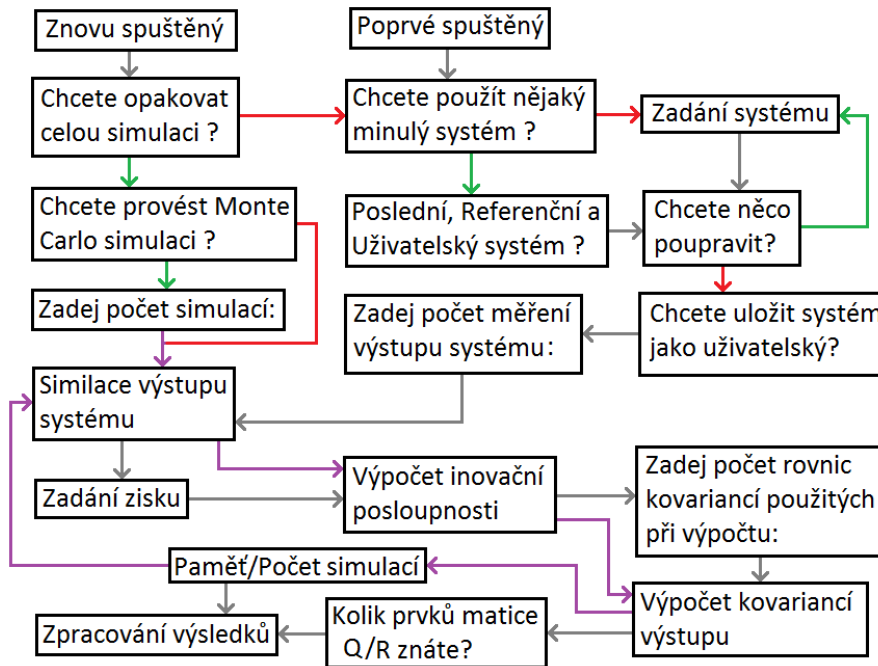 Znovu spuštěný
Poprvé spuštěný
Chcete opakovat
celou simulaci ?
Chcete použít nějaký
minulý systém ?
Zadání systému
Chcete provést Monte
Carlo simulaci ?
Poslední, Referenční a
Uživatelský systém ?
Chcete něco
poupravit?
Zadej počet simulací:
Zadej počet měření
výstupu systému:
Chcete uložit systém
jako uživatelský?
Similace výstupu
systému
Zadání zisku
Výpočet inovační
posloupnosti
Zadej počet rovnic
kovariancí použitých
při výpočtu:
Paměť/Počet simulací
Výpočet kovariancí
výstupu
Zpracování výsledků
Kolik prvků matice
Q/R znáte?